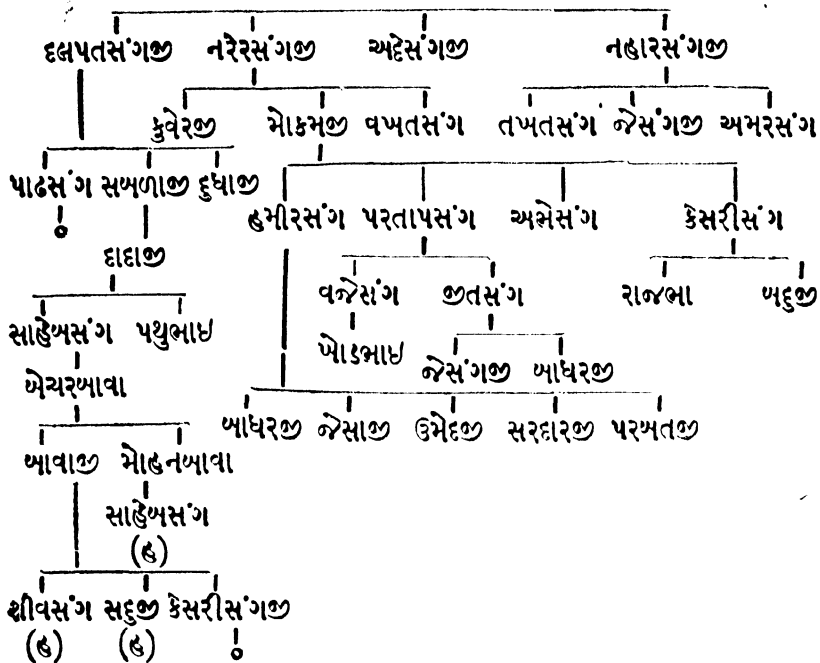 દલપતસંગજી નરેરસંગજી અદેસંગજી નહારસંગજી
કુવેરજી મોકમજી વખતસંગ તખતસંગ જેસંગજી અમરસંગ
પાઢસંગ સબળાજી દુધાજી
હમીરસંગ પરતાપસંગ અભેસંગ કેસરીસંગ
દાદાજી
વજેસંગ જીતસંગ રાજભા બદુજી
સાહેબસંગ પથુભાઇ
ખોડભાઇ જેસંગજી બાધરજી
બેચરબાવા
બાધરજી જેસાજી ઉમેદજી સરદારજી પરબતજી
બાવાજી મોહનબાવા
સાહેબસંગ
(હ)
શીવસંગ સદુજી કેસરીસંગજી
(હ) (હ)